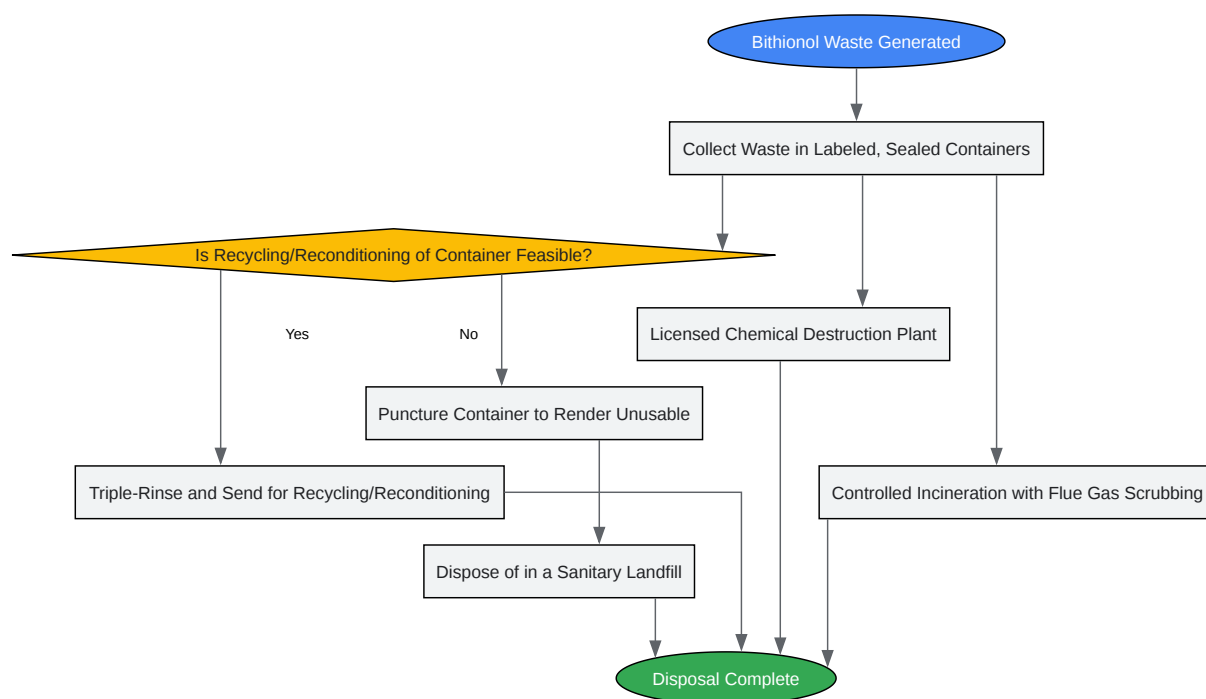 Bithionol Waste Generated
Collect Waste in Labeled, Sealed Containers
Is Recycling/Reconditioning of Container Feasible?
Licensed Chemical Destruction Plant
Yes
No
Puncture Container to Render Unusable
Triple-Rinse and Send for Recycling/Reconditioning
Controlled Incineration with Flue Gas Scrubbing
Dispose of in a Sanitary Landfill
Disposal Complete